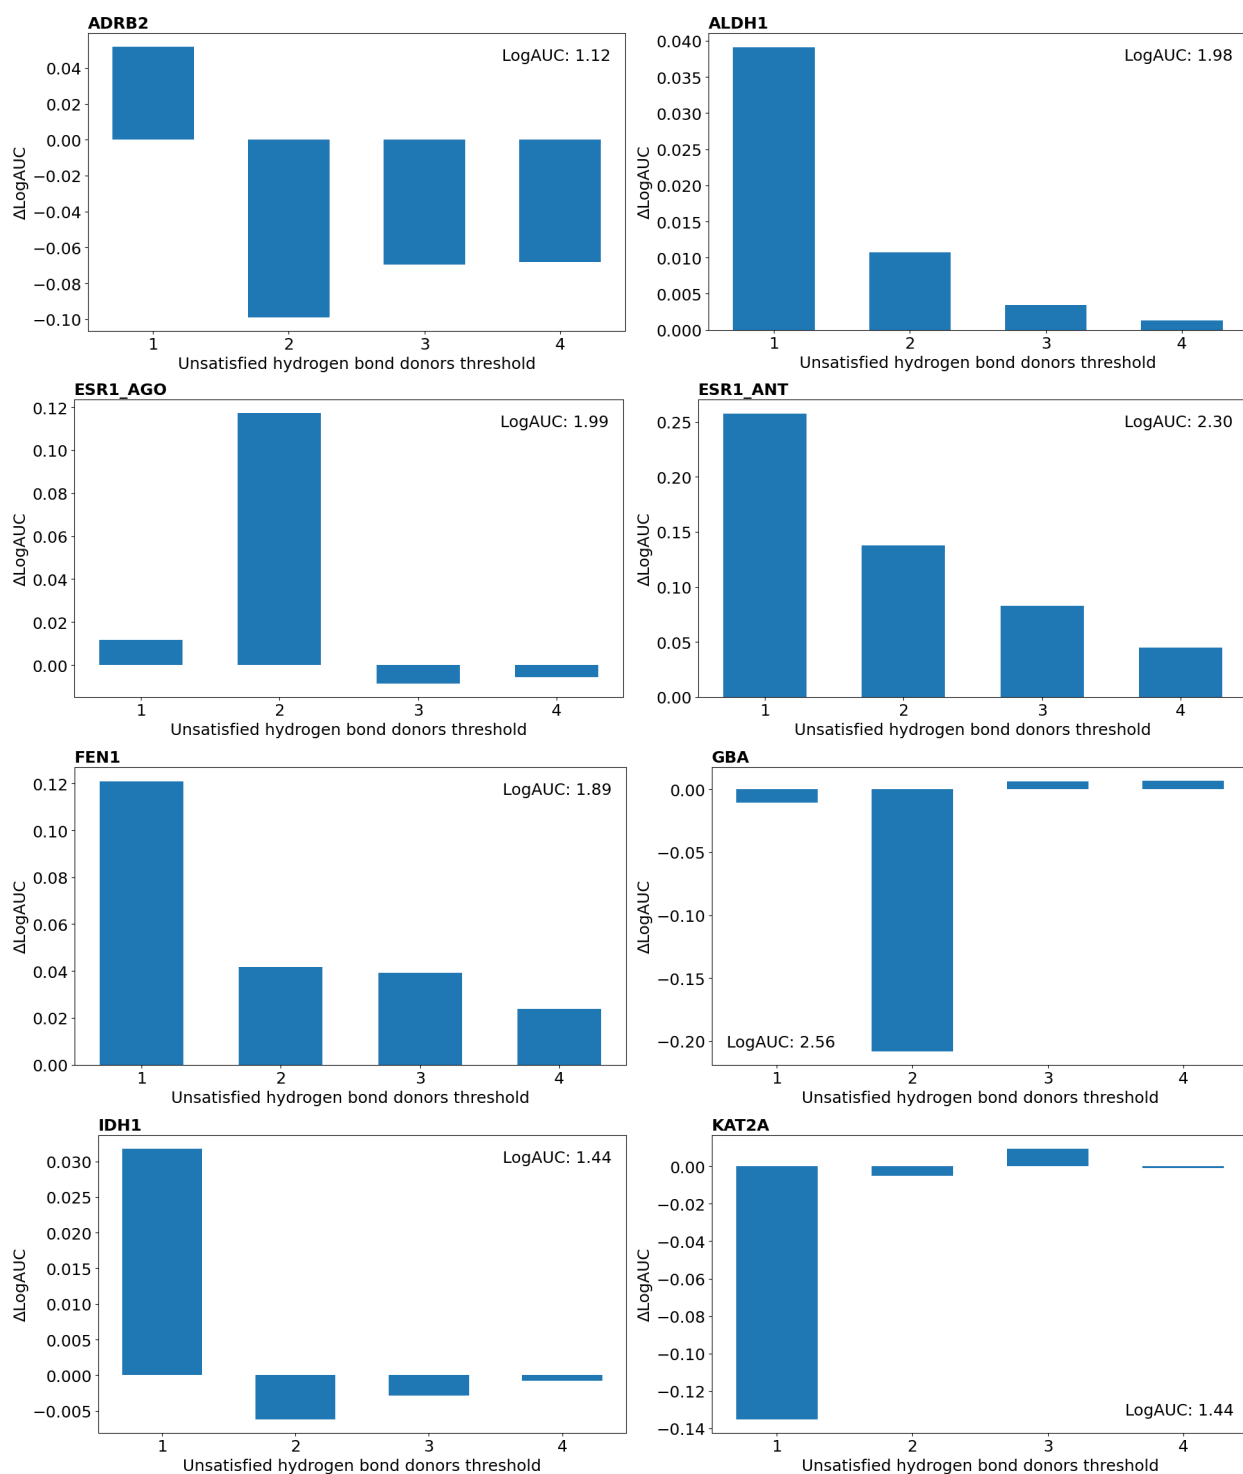 ADRB2
LogAUC: 1.12
ΔLogAUC
0.04
0.02
0.00
−0.02
−0.04
−0.06
−0.08
−0.10
1 2 3 4
Unsatisfied hydrogen bond donors threshold
ALDH1
LogAUC: 1.98
ΔLogAUC
0.040
0.035
0.030
0.025
0.020
0.015
0.010
0.005
0.000
1 2 3 4
Unsatisfied hydrogen bond donors threshold
ESR1_AGO
LogAUC: 1.99
ΔLogAUC
0.12
0.10
0.08
0.06
0.04
0.02
0.00
1 2 3 4
Unsatisfied hydrogen bond donors threshold
ESR1_ANT
LogAUC: 2.30
ΔLogAUC
0.25
0.20
0.15
0.10
0.05
0.00
1 2 3 4
Unsatisfied hydrogen bond donors threshold
FEN1
LogAUC: 1.89
ΔLogAUC
0.12
0.10
0.08
0.06
0.04
0.02
0.00
1 2 3 4
Unsatisfied hydrogen bond donors threshold
GBA
ΔLogAUC
0.00
−0.05
−0.10
−0.15
−0.20
LogAUC: 2.56
1 2 3 4
Unsatisfied hydrogen bond donors threshold
IDH1
LogAUC: 1.44
ΔLogAUC
0.030
0.025
0.020
0.015
0.010
0.005
0.000
−0.005
1 2 3 4
Unsatisfied hydrogen bond donors threshold
KAT2A
ΔLogAUC
0.00
−0.02
−0.04
−0.06
−0.08
−0.10
−0.12
−0.14
LogAUC: 1.44
1 2 3 4
Unsatisfied hydrogen bond donors threshold